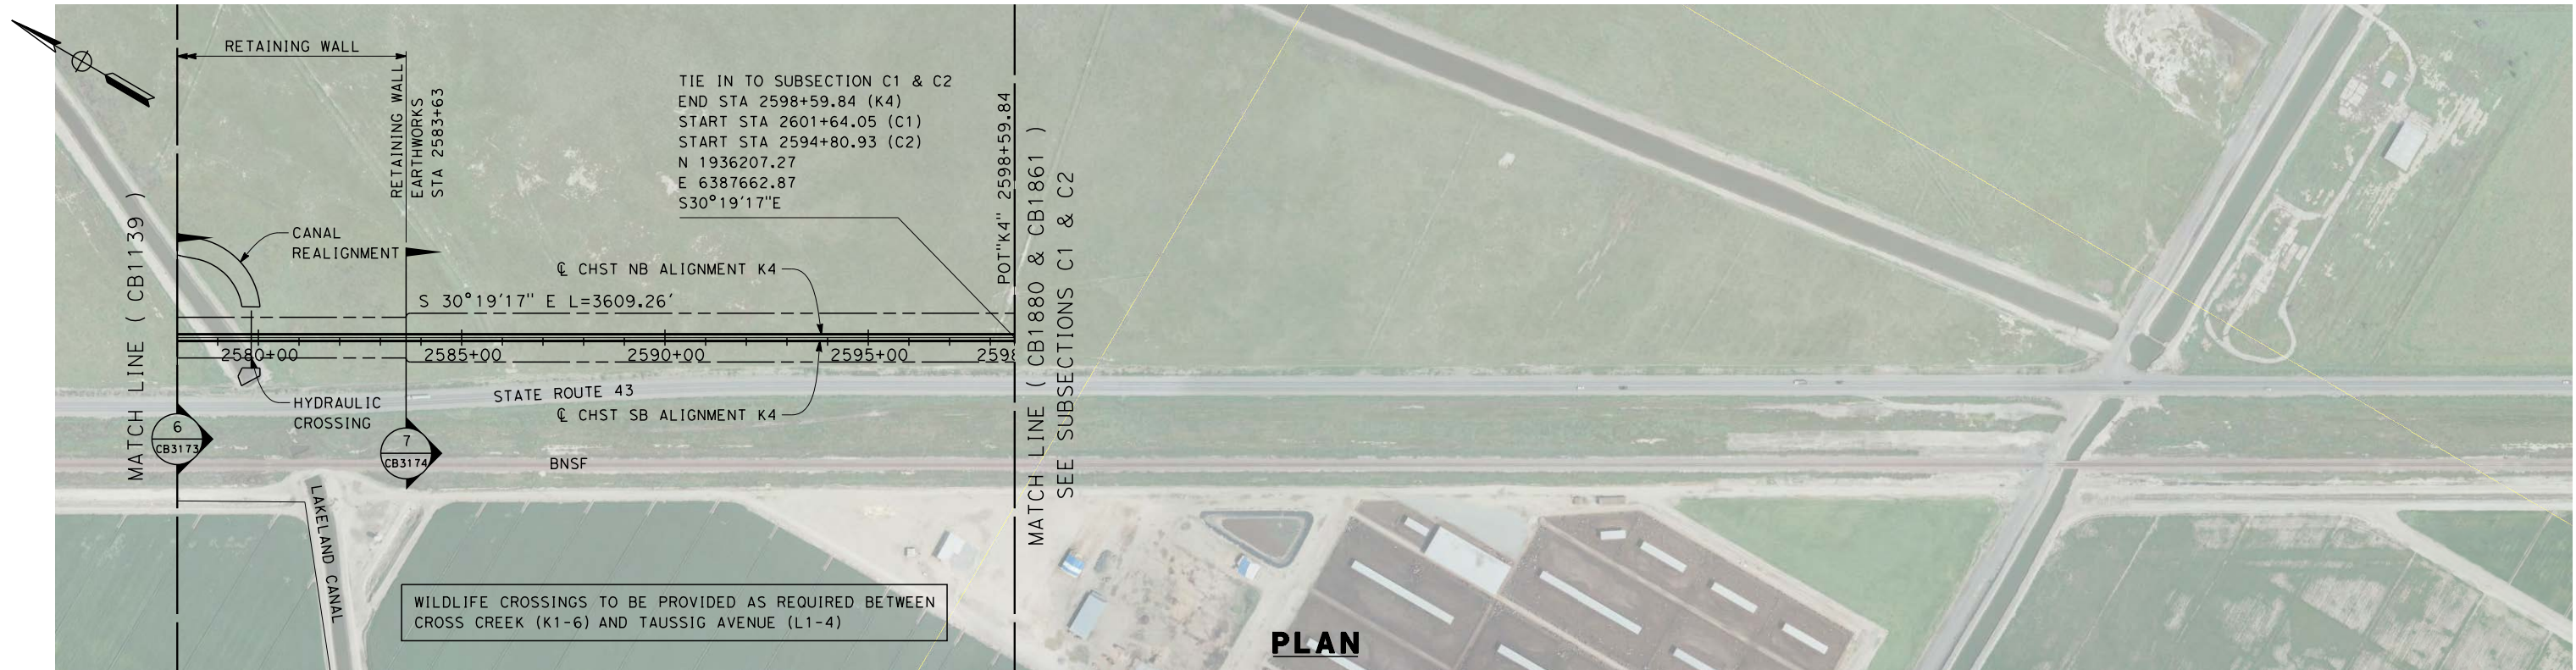 RETAINING WALL
RETAINING WALL
EARTHWORKS
STA 2583+63
TIE IN TO SUBSECTION C1 & C2
END STA 2598+59.84 (K4)
START STA 2601+64.05 (C1)
START STA 2594+80.93 (C2)
N 1936207.27
E 6387662.87
S30°19'17"E
POT"K4" 2598+59.84
MATCH LINE ( CB1139 )
CANAL
REALIGNMENT
℄ CHST NB ALIGNMENT K4
S 30°19'17" E L=3609.26'
2580+00
2585+00
2590+00
2595+00
2598
MATCH LINE ( CB1880 & CB1861 )
SEE SUBSECTIONS C1 & C2
STATE ROUTE 43
HYDRAULIC
CROSSING
℄ CHST SB ALIGNMENT K4
6
CB3173
7
CB3174
BNSF
LAKELAND CANAL
WILDLIFE CROSSINGS TO BE PROVIDED AS REQUIRED BETWEEN
CROSS CREEK (K1-6) AND TAUSSIG AVENUE (L1-4)
PLAN